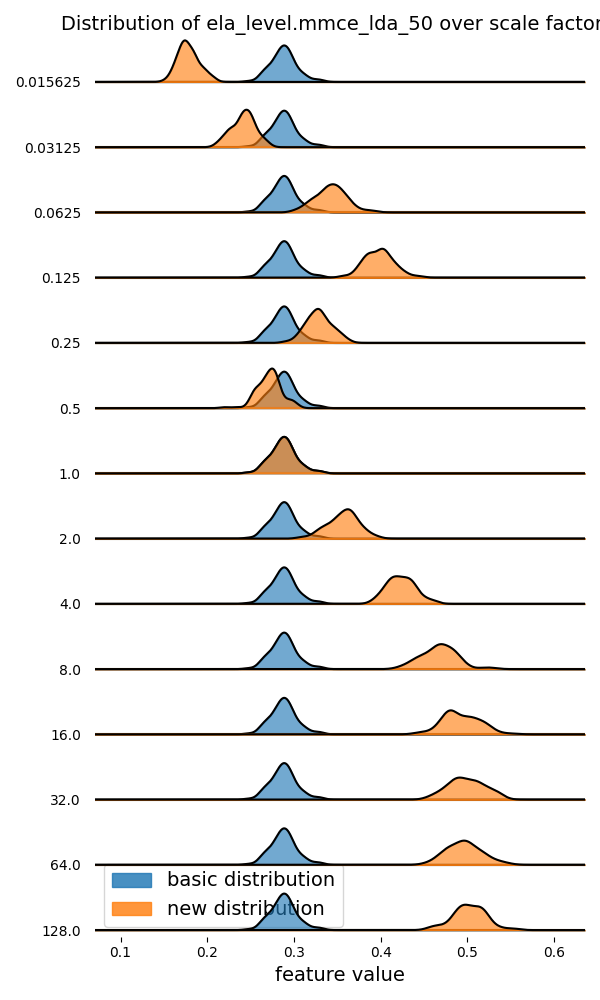 Distribution of ela_level.mmce_lda_50 over scale factor
0.015625
0.03125
0.0625
0.125
0.25
0.5
1.0
2.0
4.0
8.0
16.0
32.0
64.0
basic distribution
new distribution
128.0
0.1 0.2 0.3 0.4 0.5 0.6
feature value